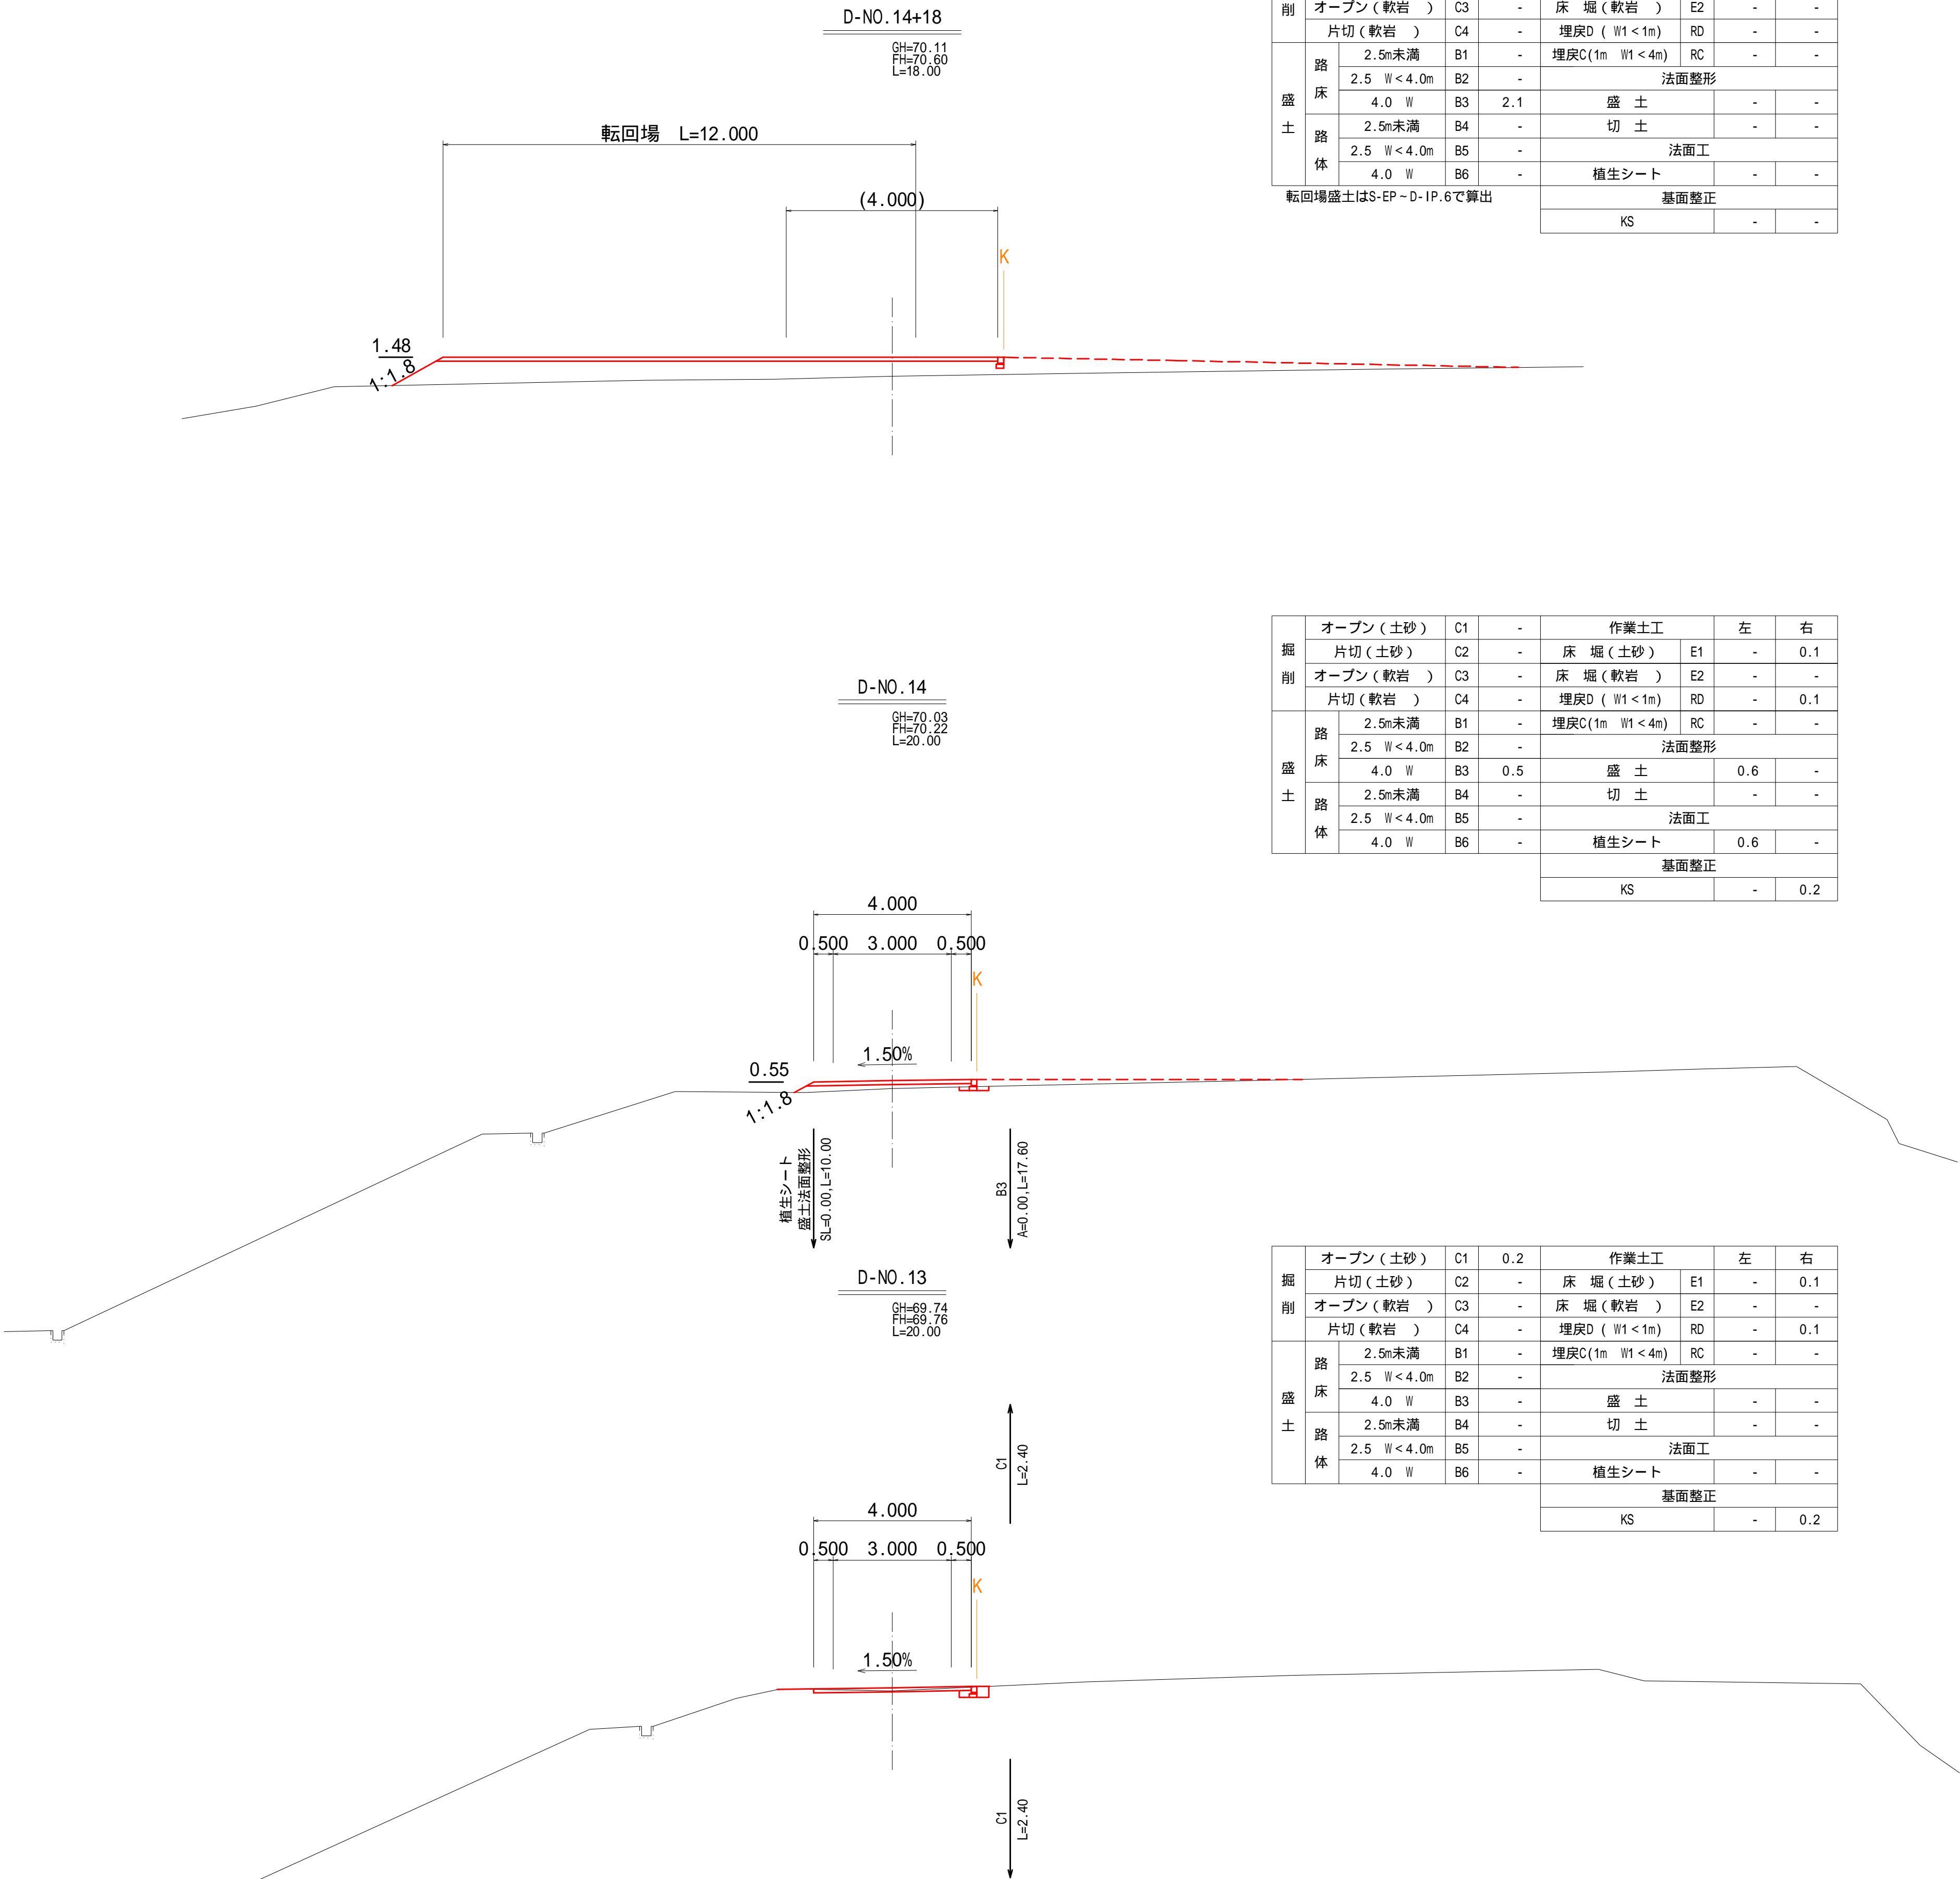 D-NO.14+18
GH=70.11
FH=70.60
L=18.00
転回場 L=12.000
(4.000)
K
1.48
1:1.8
削 オープン(軟岩 ) C3 - 床 堀(軟岩 ) E2 - -
片切(軟岩 ) C4 - 埋戻D ( W1<1m) RD - -
盛土 路床 2.5m未満 B1 - 埋戻C(1m W1<4m) RC - -
2.5 W<4.0m B2 - 法面整形
4.0 W B3 2.1 盛 土 - -
路体 2.5m未満 B4 - 切 土 - -
2.5 W<4.0m B5 - 法面工
4.0 W B6 - 植生シート - -
転回場盛土はS-EP~D-IP.6で算出 基面整正
KS - -
D-NO.14
GH=70.03
FH=70.22
L=20.00
掘削 オープン(土砂) C1 - 作業土工 左 右
片切(土砂) C2 - 床 堀(土砂) E1 - 0.1
オープン(軟岩 ) C3 - 床 堀(軟岩 ) E2 - -
片切(軟岩 ) C4 - 埋戻D ( W1<1m) RD - 0.1
盛土 路床 2.5m未満 B1 - 埋戻C(1m W1<4m) RC - -
2.5 W<4.0m B2 - 法面整形
4.0 W B3 0.5 盛 土 0.6 -
路体 2.5m未満 B4 - 切 土 - -
2.5 W<4.0m B5 - 法面工
4.0 W B6 - 植生シート 0.6 -
基面整正
KS - 0.2
4.000
0.500 3.000 0.500
K
1.50%
0.55
1:1.8
植生シート
盛土法面整形
SL=0.00,L=10.00
B3
A=0.00,L=17.60
D-NO.13
GH=69.74
FH=69.76
L=20.00
掘削 オープン(土砂) C1 0.2 作業土工 左 右
片切(土砂) C2 - 床 堀(土砂) E1 - 0.1
オープン(軟岩 ) C3 - 床 堀(軟岩 ) E2 - -
片切(軟岩 ) C4 - 埋戻D ( W1<1m) RD - 0.1
盛土 路床 2.5m未満 B1 - 埋戻C(1m W1<4m) RC - -
2.5 W<4.0m B2 - 法面整形
4.0 W B3 - 盛 土 - -
路体 2.5m未満 B4 - 切 土 - -
2.5 W<4.0m B5 - 法面工
4.0 W B6 - 植生シート - -
基面整正
KS - 0.2
C1
L=2.40
4.000
0.500 3.000 0.500
K
1.50%
C1
L=2.40